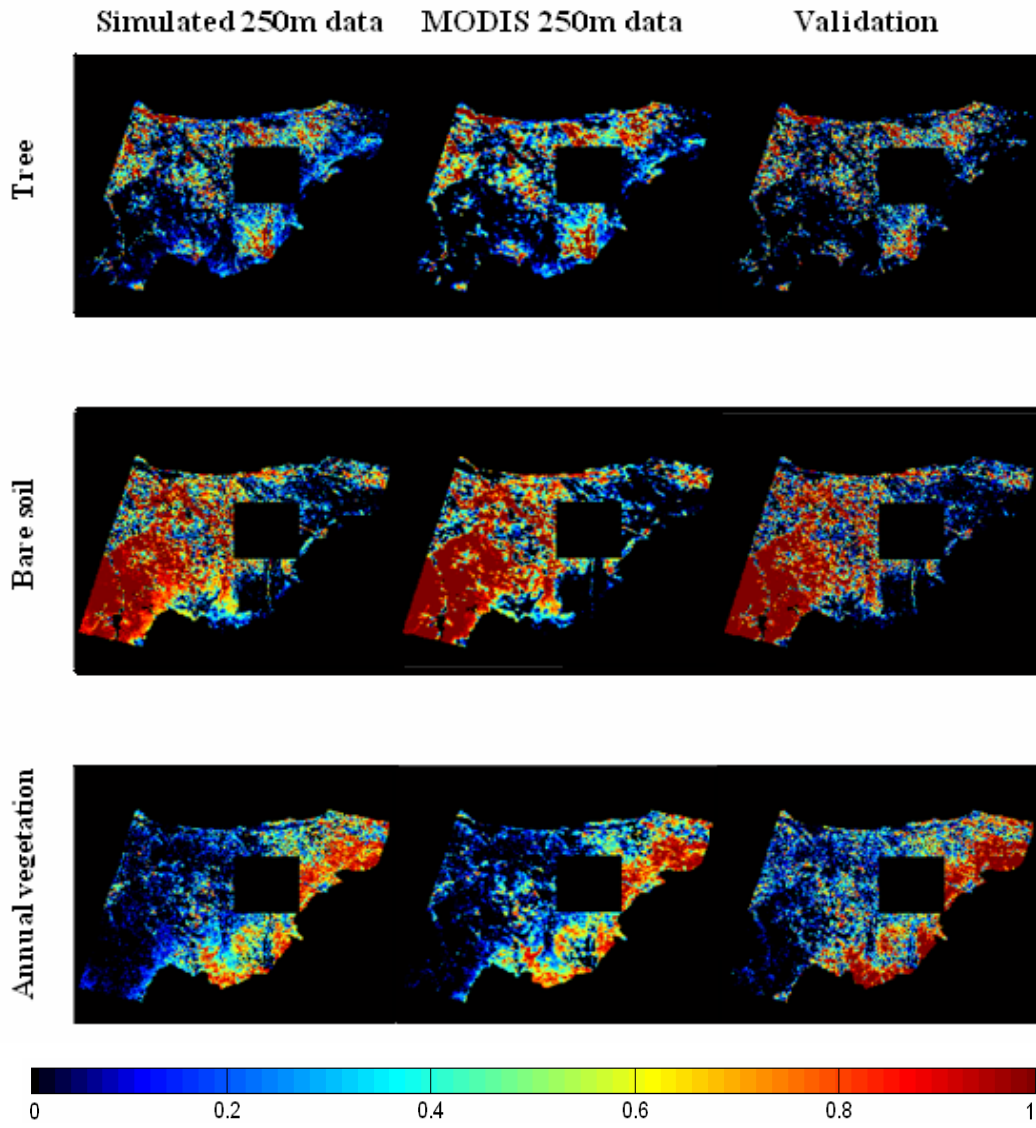 Simulated 250m data MODIS 250m data Validation
Tree
Bare soil
Annual vegetation
0 0.2 0.4 0.6 0.8 1